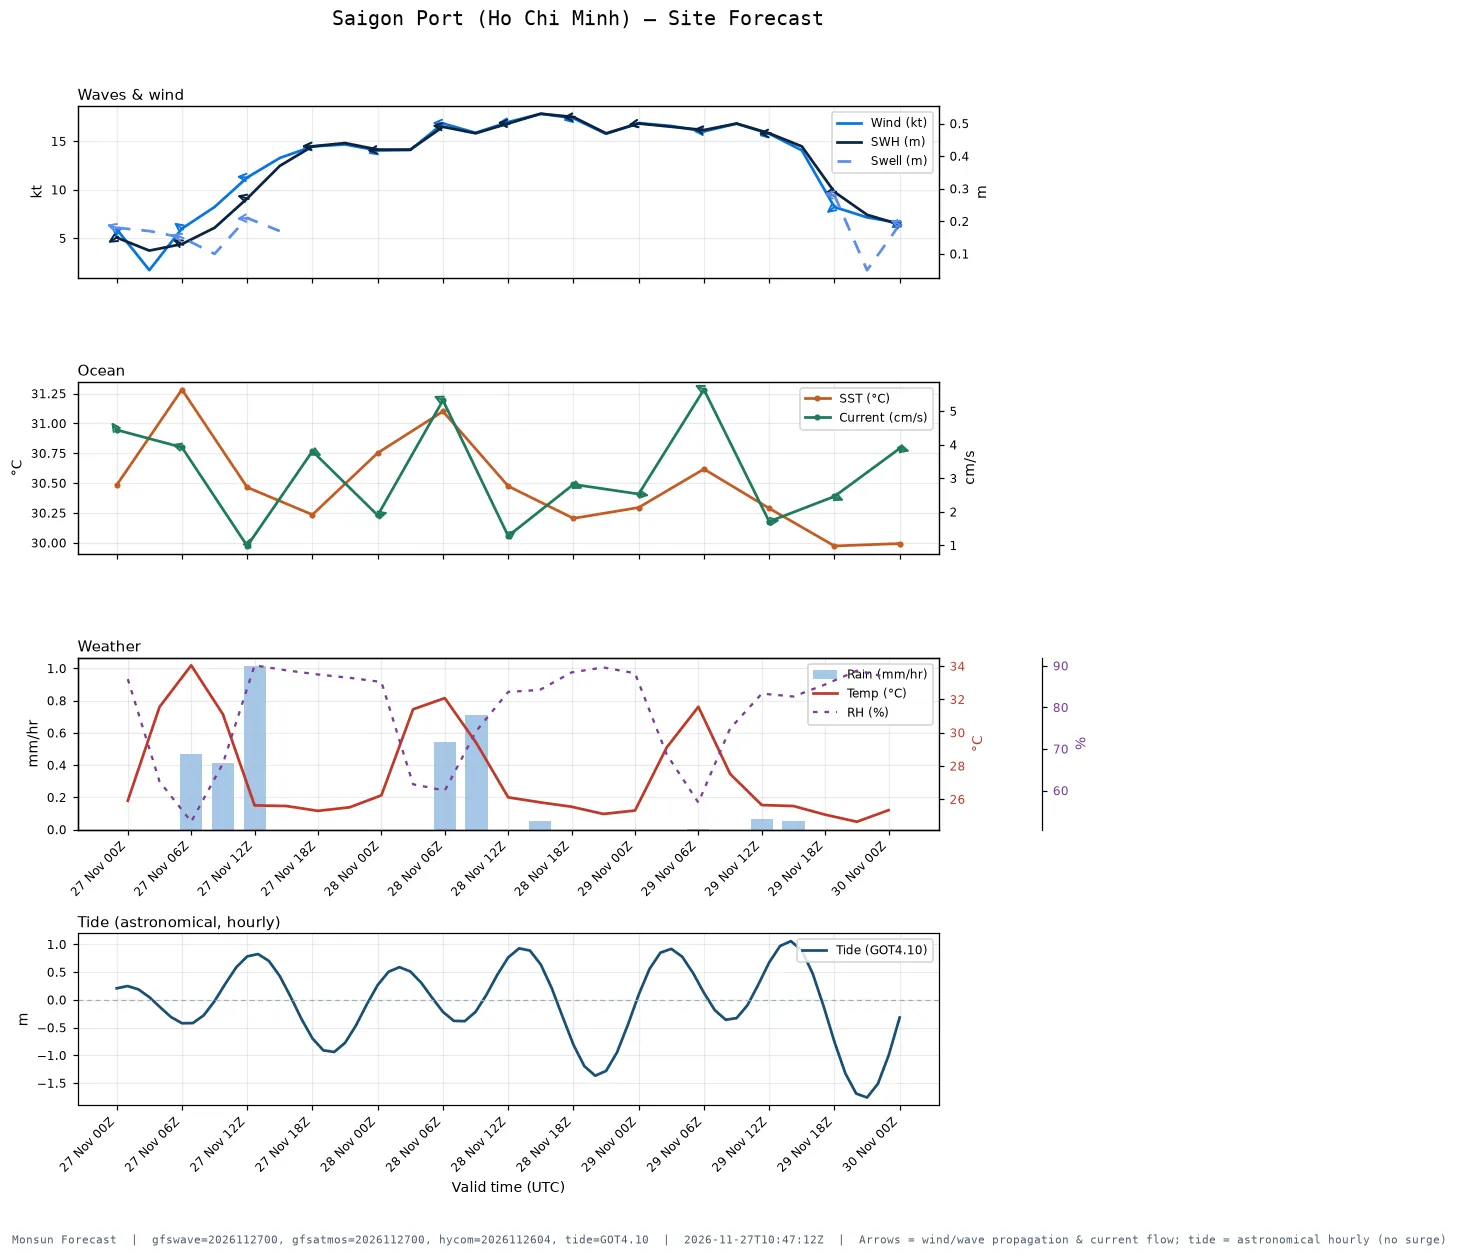 Saigon Port (Ho Chi Minh) — Site Forecast
Waves & wind
15
10
5
kt
0.5
0.4
0.3
0.2
0.1
m
Wind (kt)
SWH (m)
Swell (m)
Ocean
31.25
31.00
30.75
30.50
30.25
30.00
°C
5
4
3
2
1
cm/s
SST (°C)
Current (cm/s)
Weather
1.0
0.8
0.6
0.4
0.2
0.0
mm/hr
34
32
30
28
26
°C
90
80
70
60
%
Rain (mm/hr)
Temp (°C)
RH (%)
27 Nov 00Z
27 Nov 06Z
27 Nov 12Z
27 Nov 18Z
28 Nov 00Z
28 Nov 06Z
28 Nov 12Z
28 Nov 18Z
29 Nov 00Z
29 Nov 06Z
29 Nov 12Z
29 Nov 18Z
30 Nov 00Z
Tide (astronomical, hourly)
1.0
0.5
0.0
−0.5
−1.0
−1.5
m
Tide (GOT4.10)
27 Nov 00Z
27 Nov 06Z
27 Nov 12Z
27 Nov 18Z
28 Nov 00Z
28 Nov 06Z
28 Nov 12Z
28 Nov 18Z
29 Nov 00Z
29 Nov 06Z
29 Nov 12Z
29 Nov 18Z
30 Nov 00Z
Valid time (UTC)
Monsun Forecast | gfswave=2026112700, gfsatmos=2026112700, hycom=2026112604, tide=GOT4.10 | 2026-11-27T10:47:12Z | Arrows = wind/wave propagation & current flow; tide = astronomical hourly (no surge)